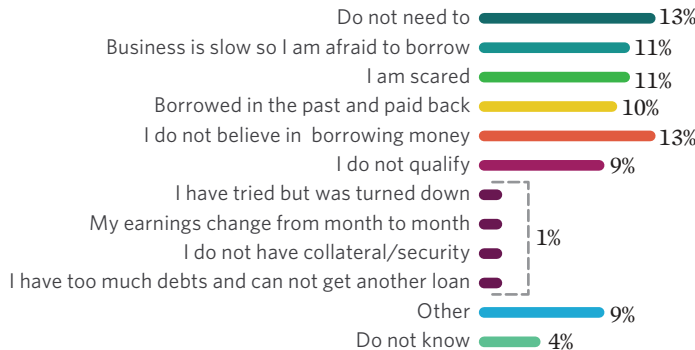 Do not need to 13%
Business is slow so I am afraid to borrow 11%
I am scared 11%
Borrowed in the past and paid back 10%
I do not believe in borrowing money 13%
I do not qualify 9%
I have tried but was turned down
My earnings change from month to month
1%
I do not have collateral/security
I have too much debts and can not get another loan
Other 9%
Do not know 4%